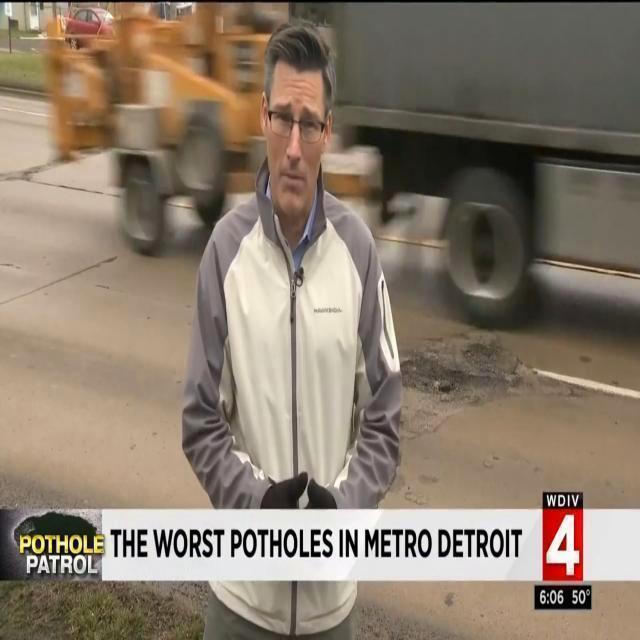 WDIV
4
POTHOLE
PATROL
THE WORST POTHOLES IN METRO DETROIT
6:06 50°